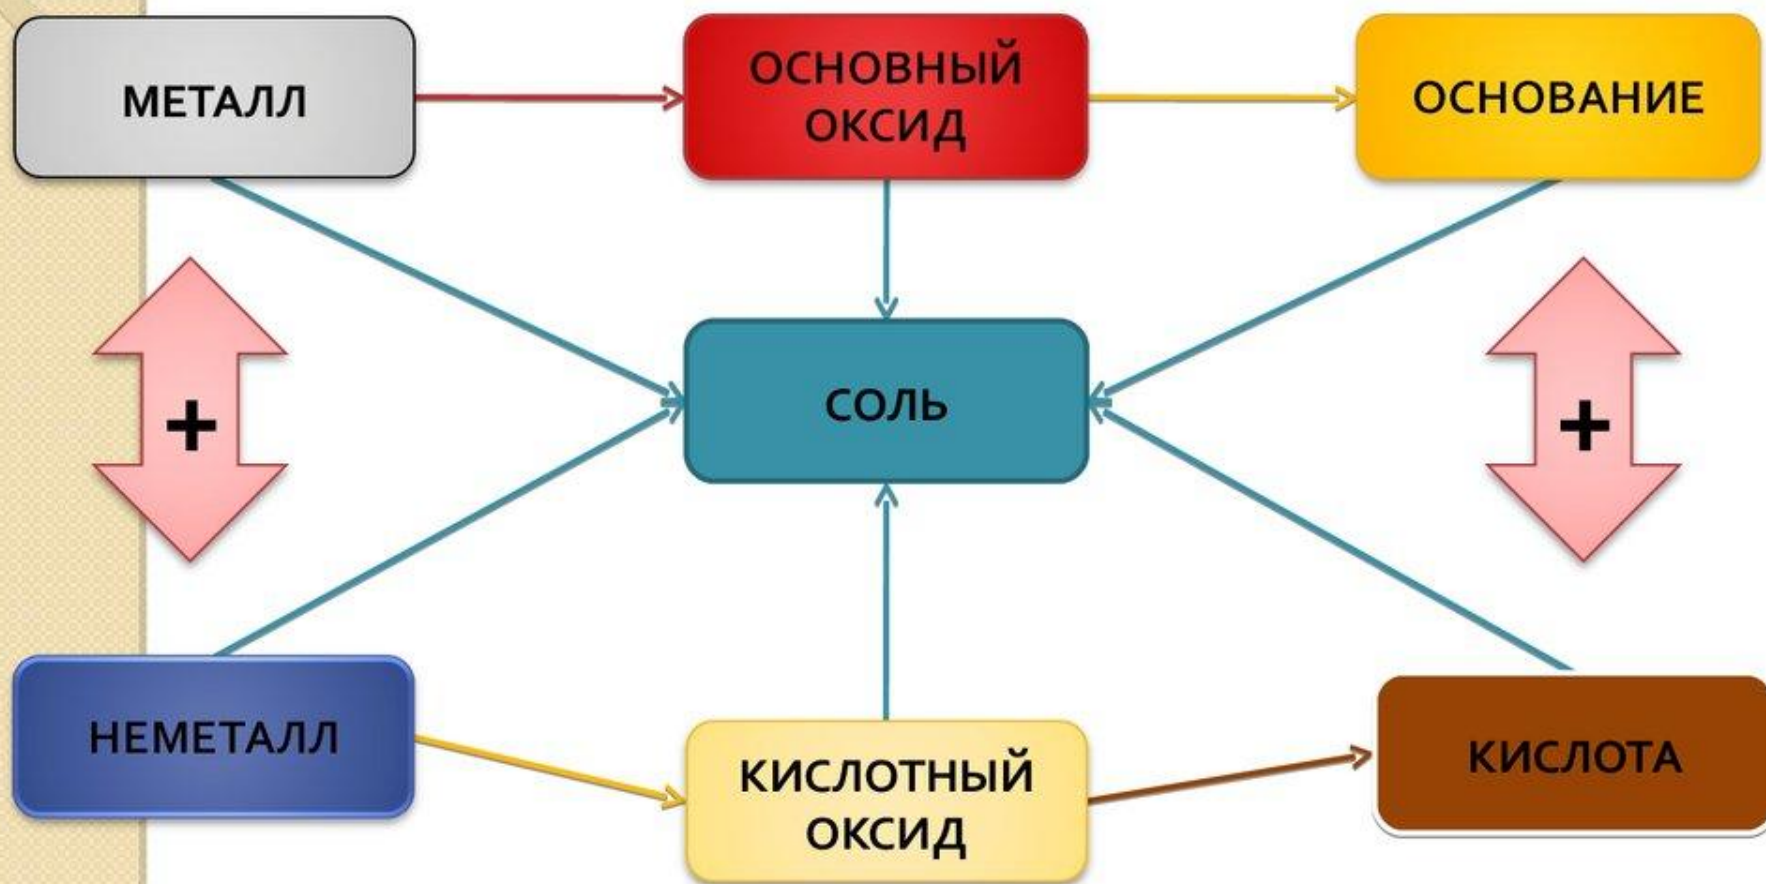 МЕТАЛЛ
ОСНОВНЫЙ
ОКСИД
ОСНОВАНИЕ
+
+
СОЛЬ
НЕМЕТАЛЛ
КИСЛОТНЫЙ
ОКСИД
КИСЛОТА